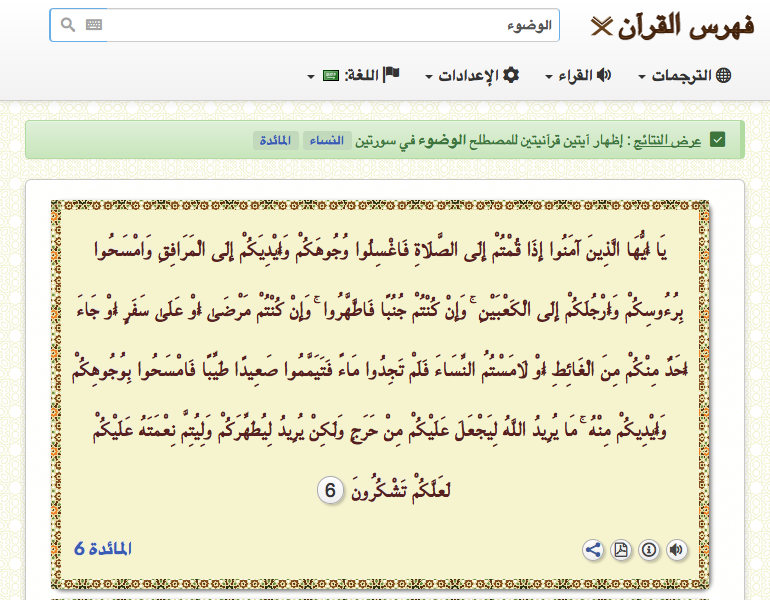 فهرس القرآن
الوضوء
الترجمات
القراء
الإعدادات
اللغة:
عرض النتائج : إظهار آيتين قرآنيتين للمصطلح الوضوء في سورتين النساء المائدة
يَا أَيُّهَا الَّذِينَ آمَنُوا إِذَا قُمْتُمْ إِلَى الصَّلَاةِ فَاغْسِلُوا وُجُوهَكُمْ وَأَيْدِيَكُمْ إِلَى الْمَرَافِقِ وَامْسَحُوا
بِرُءُوسِكُمْ وَأَرْجُلَكُمْ إِلَى الْكَعْبَيْنِ ۚ وَإِنْ كُنْتُمْ جُنُبًا فَاطَّهَّرُوا ۚ وَإِنْ كُنْتُمْ مَرْضَىٰ أَوْ عَلَىٰ سَفَرٍ أَوْ جَاءَ
أَحَدٌ مِنْكُمْ مِنَ الْغَائِطِ أَوْ لَامَسْتُمُ النِّسَاءَ فَلَمْ تَجِدُوا مَاءً فَتَيَمَّمُوا صَعِيدًا طَيِّبًا فَامْسَحُوا بِوُجُوهِكُمْ
وَأَيْدِيكُمْ مِنْهُ ۚ مَا يُرِيدُ اللَّهُ لِيَجْعَلَ عَلَيْكُمْ مِنْ حَرَجٍ وَلَٰكِنْ يُرِيدُ لِيُطَهِّرَكُمْ وَلِيُتِمَّ نِعْمَتَهُ عَلَيْكُمْ
لَعَلَّكُمْ تَشْكُرُونَ 6
المائدة 6